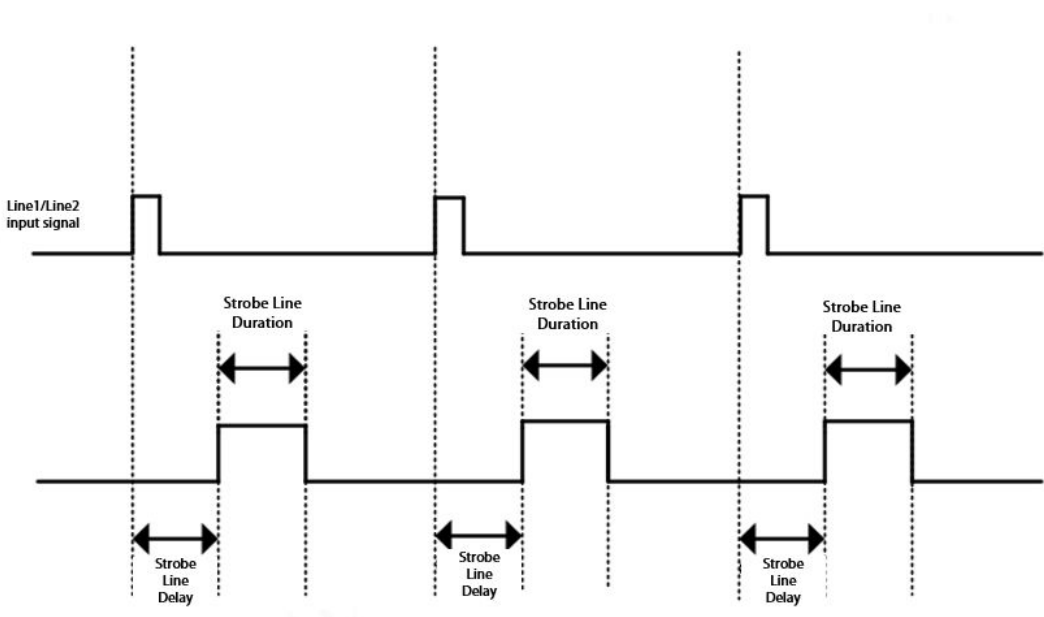 Line1/Line2
input signal
Strobe Line
Duration
Strobe Line
Duration
Strobe Line
Duration
Strobe
Line
Delay
Strobe
Line
Delay
Strobe
Line
Delay